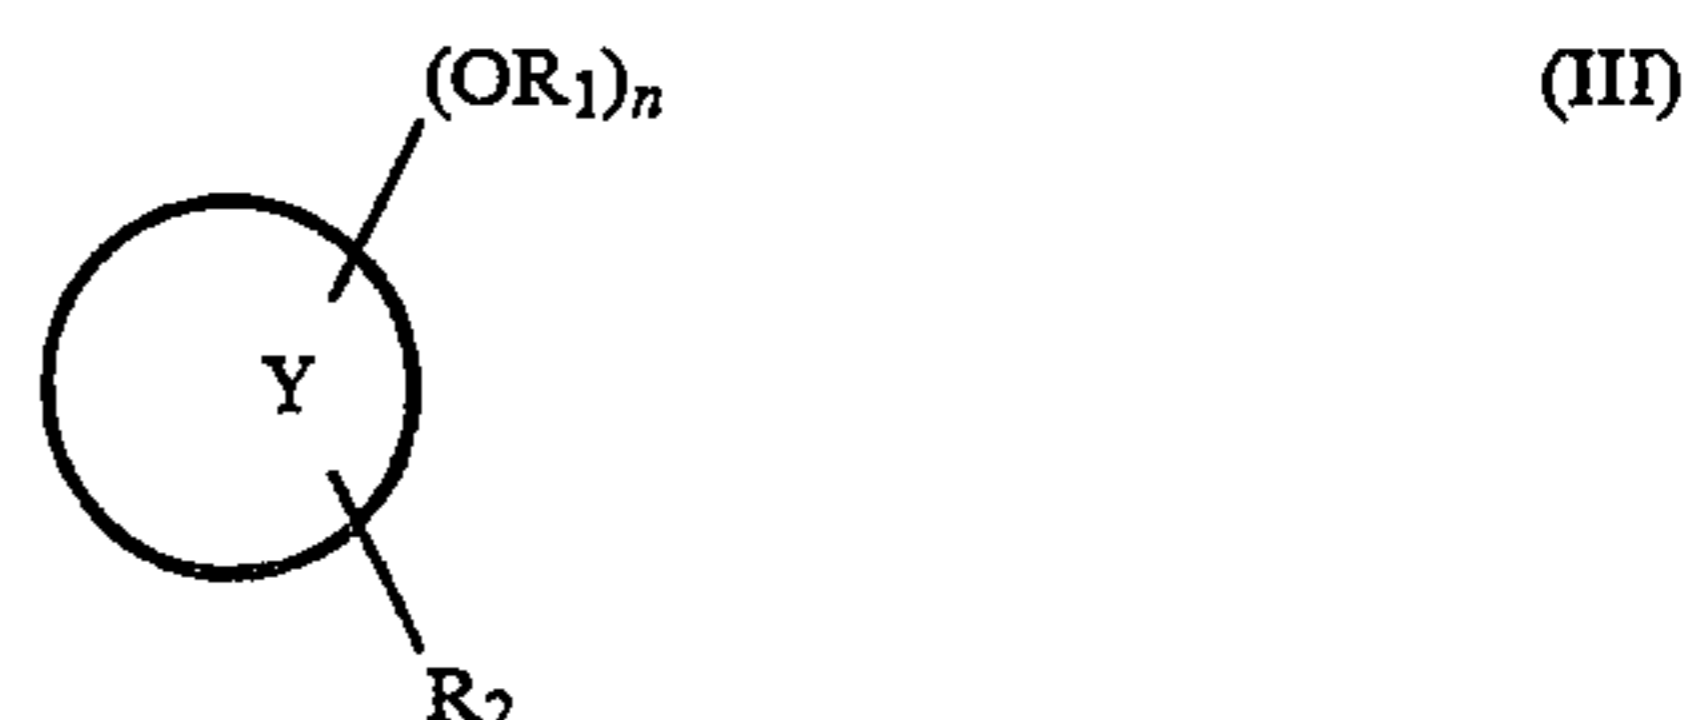 (OR₁)ₙ (III)
Y
R₂